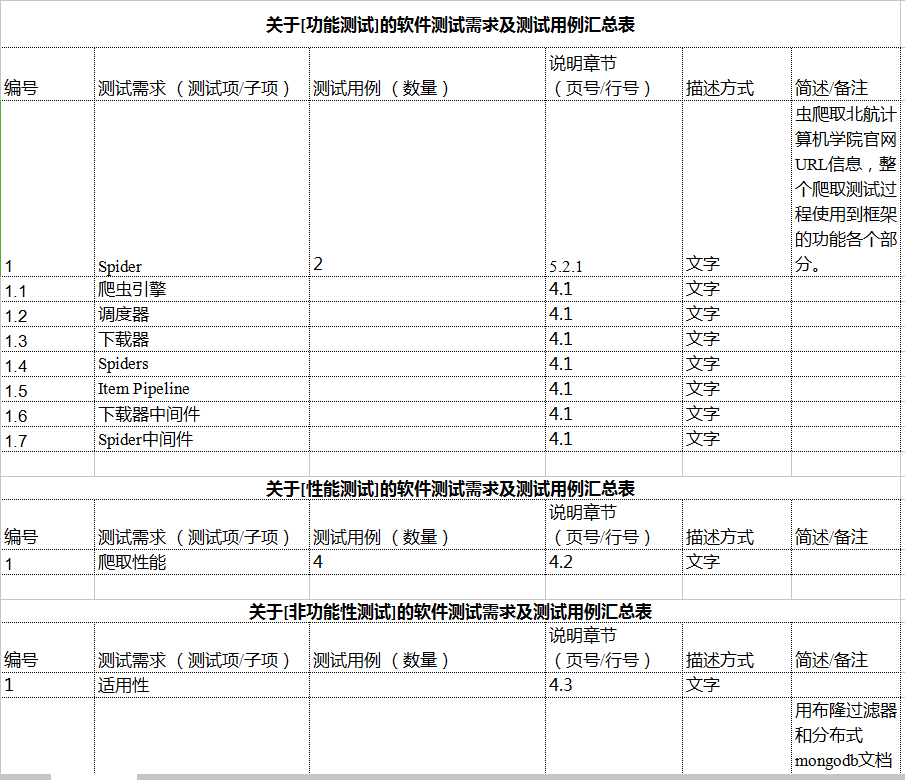 关于[功能测试]的软件测试需求及测试用例汇总表
编号 测试需求（测试项/子项） 测试用例（数量） 说明章节（页号/行号） 描述方式 简述/备注
虫爬取北航计
算机学院官网
URL信息，整
个爬取测试过
程使用到框架
的功能各个部
分。
1 Spider 2 5.2.1 文字
1.1 爬虫引擎 4.1 文字
1.2 调度器 4.1 文字
1.3 下载器 4.1 文字
1.4 Spiders 4.1 文字
1.5 Item Pipeline 4.1 文字
1.6 下载器中间件 4.1 文字
1.7 Spider中间件 4.1 文字
关于[性能测试]的软件测试需求及测试用例汇总表
编号 测试需求（测试项/子项） 测试用例（数量） 说明章节（页号/行号） 描述方式 简述/备注
1 爬取性能 4 4.2 文字
关于[非功能性测试]的软件测试需求及测试用例汇总表
编号 测试需求（测试项/子项） 测试用例（数量） 说明章节（页号/行号） 描述方式 简述/备注
1 适用性 4.3 文字
用布隆过滤器
和分布式
mongodb文档